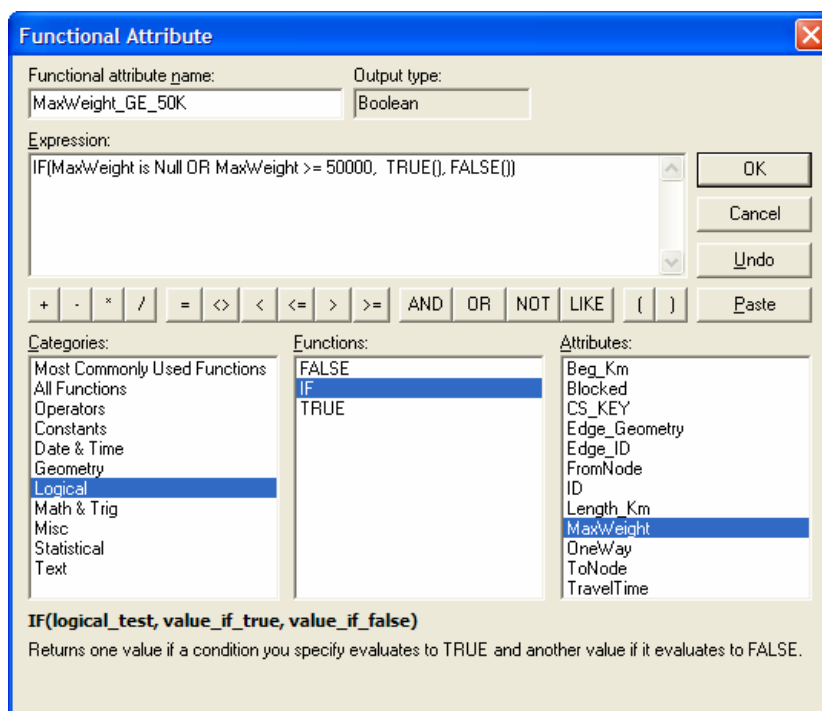 Functional Attribute
Functional attribute name: Output type:
MaxWeight_GE_50K Boolean
Expression:
IF(MaxWeight is Null OR MaxWeight >= 50000,  TRUE(), FALSE())
OK
Cancel
Undo
+ - * / = <> < <= > >= AND OR NOT LIKE ( ) Paste
Categories: Functions: Attributes:
Most Commonly Used Functions FALSE Beg_Km
All Functions IF Blocked
Operators TRUE CS_KEY
Constants Edge_Geometry
Date & Time Edge_ID
Geometry FromNode
Logical ID
Math & Trig Length_Km
Misc MaxWeight
Statistical OneWay
Text ToNode
TravelTime
IF(logical_test, value_if_true, value_if_false)
Returns one value if a condition you specify evaluates to TRUE and another value if it evaluates to FALSE.